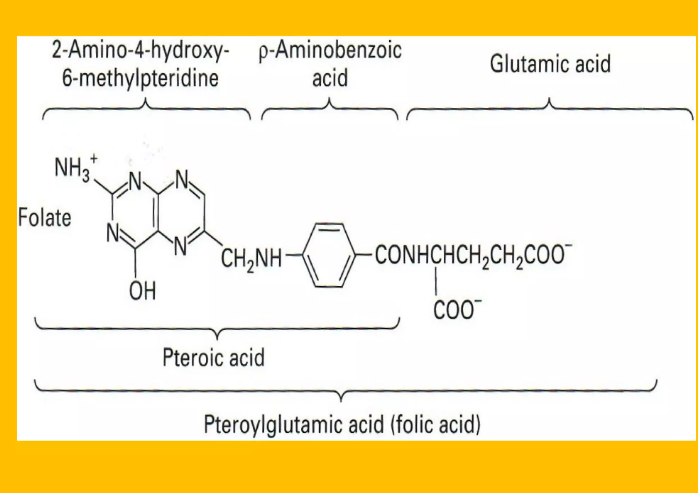 2-Amino-4-hydroxy-
6-methylpteridine
ρ-Aminobenzoic
acid
Glutamic acid
NH₃⁺
N
N
Folate
N
N
CH₂NH
CONHCHCH₂CH₂COO⁻
OH
COO⁻
Pteroic acid
Pteroylglutamic acid (folic acid)